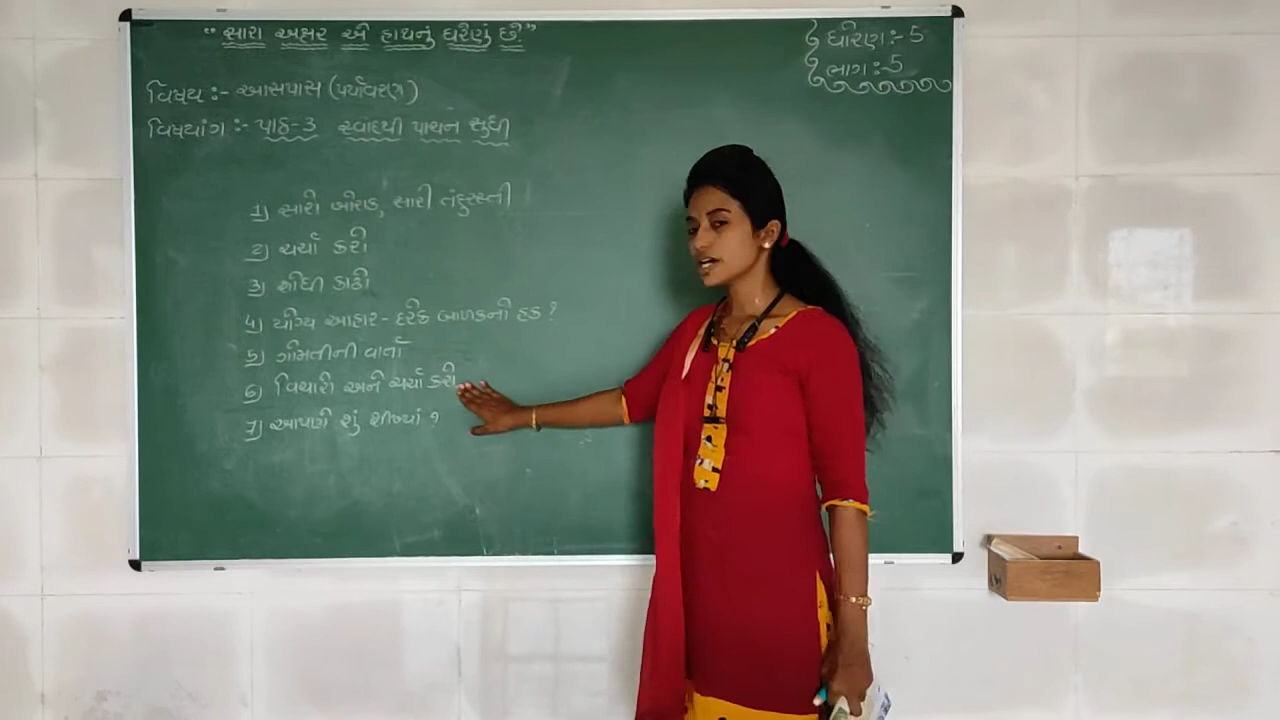 “સારા અક્ષર એ હાથનું ઘરેણું છે”
ધોરણ:- 5
ભાગ:- 5
વિષય:- આસપાસ (પર્યાવરણ)
વિષયાંગ:- પાઠ-3 સ્વાદથી પાચન સુધી
1) સારો ખોરાક, સારી તંદુરસ્તી
2) ચર્ચા કરો
3) શોધી કાઢો
4) યોગ્ય આહાર - દરેક બાળકનો હક ?
5) ગોમતીની વાર્તા
6) વિચારો અને ચર્ચા કરો
7) આપણે શું શીખ્યાં ?